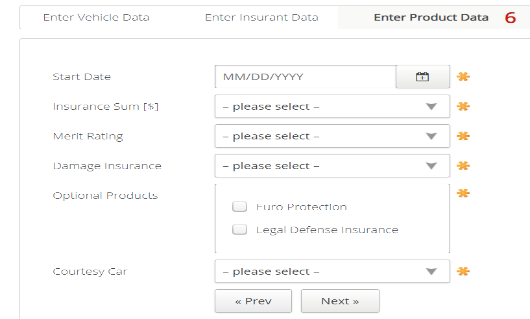 Enter Vehicle Data Enter Insurant Data Enter Product Data 6
Start Date MM/DD/YYYY
Insurance Sum [$] – please select –
Merit Rating – please select –
Damage Insurance – please select –
Optional Products
Euro Protection
Legal Defense Insurance
Courtesy Car – please select –
« Prev Next »